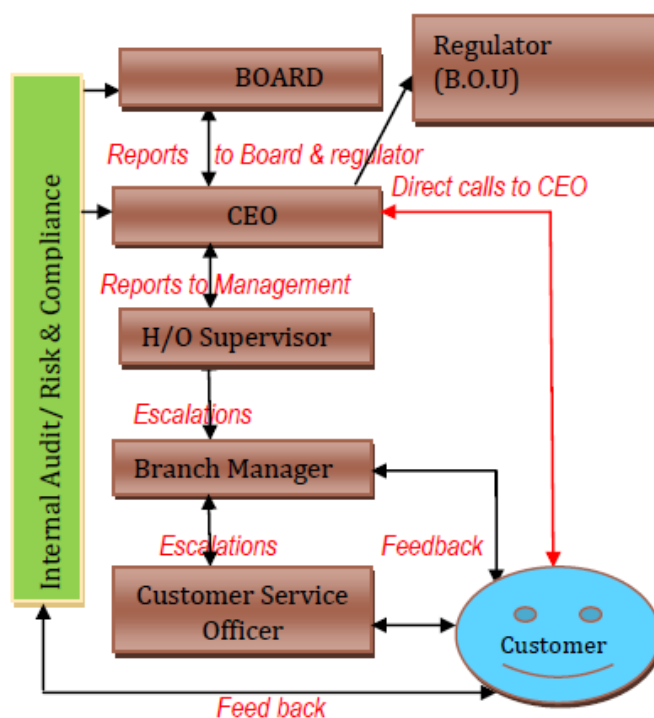 BOARD
Regulator
(B.O.U)
Reports to Board & regulator
Direct calls to CEO
CEO
Reports to Management
H/O Supervisor
Escalations
Branch Manager
Escalations
Feedback
Customer Service
Officer
Customer
Feed back
Internal Audit/ Risk & Compliance